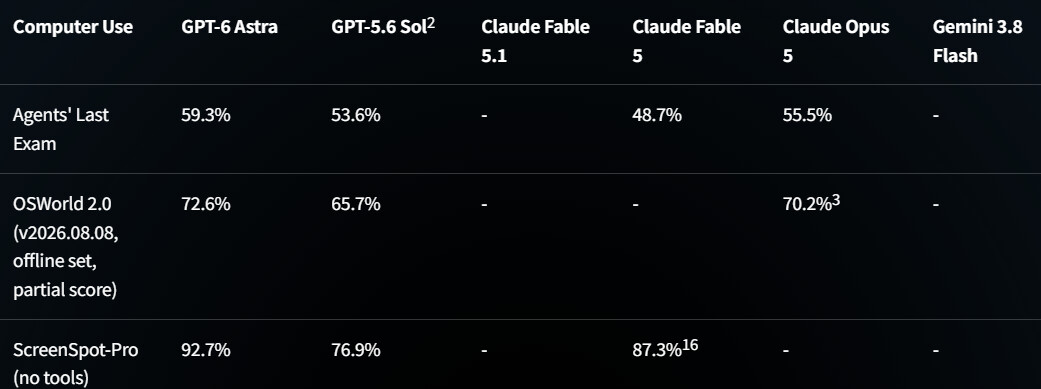 Computer Use GPT-6 Astra GPT-5.6 Sol2 Claude Fable 5.1 Claude Fable 5 Claude Opus 5 Gemini 3.8 Flash
Agents' Last Exam 59.3% 53.6% - 48.7% 55.5% -
OSWorld 2.0 (v2026.08.08, offline set, partial score) 72.6% 65.7% - - 70.2%3 -
ScreenSpot-Pro (no tools) 92.7% 76.9% - 87.3%16 - -